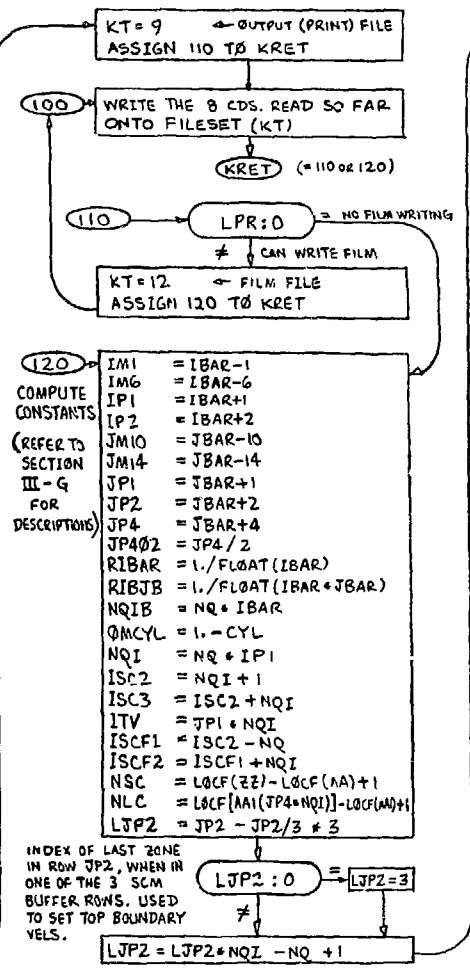 KT = 9 ← ØUTPUT (PRINT) FILE
ASSIGN 110 TØ KRET
100
WRITE THE 8 CDS. READ SO FAR
ONTO FILESET (KT)
KRET (= 110 OR 120)
110
LPR : 0
= NO FILM WRITING
≠ CAN WRITE FILM
KT = 12 ← FILM FILE
ASSIGN 120 TØ KRET
120
COMPUTE
CONSTANTS
(REFER TO
SECTION
III-G
FOR
DESCRIPTIONS)
IM1 = IBAR-1
IM6 = IBAR-6
IP1 = IBAR+1
IP2 = IBAR+2
JM10 = JBAR-10
JM14 = JBAR-14
JP1 = JBAR+1
JP2 = JBAR+2
JP4 = JBAR+4
JP4Ø2 = JP4/2
RIBAR = 1./FLØAT(IBAR)
RIBJB = 1./FLØAT(IBAR*JBAR)
NQIB = NQ * IBAR
ØMCYL = 1.-CYL
NQI = NQ * IP1
ISC2 = NQI+1
ISC3 = ISC2+NQI
ITV = JP1*NQI
ISCF1 = ISC2-NQ
ISCF2 = ISCF1+NQI
NSC = LØCF(ZZ)-LØCF(AA)+1
NLC = LØCF[AA1(JP4*NQI)]-LØCF(AA)+1
LJP2 = JP2 - JP2/3 * 3
INDEX OF LAST ZONE
IN ROW JP2, WHEN IN
ONE OF THE 3 SCM
BUFFER ROWS. USED
TO SET TOP BOUNDARY
VELS.
LJP2 : 0
=
LJP2=3
≠
LJP2 = LJP2*NQI -NQ +1